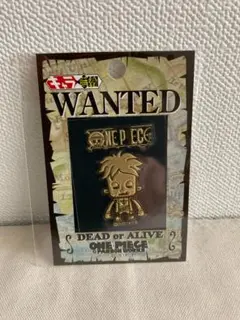 WANTED
ONE PIECE
DEAD or ALIVE
ONE PIECE